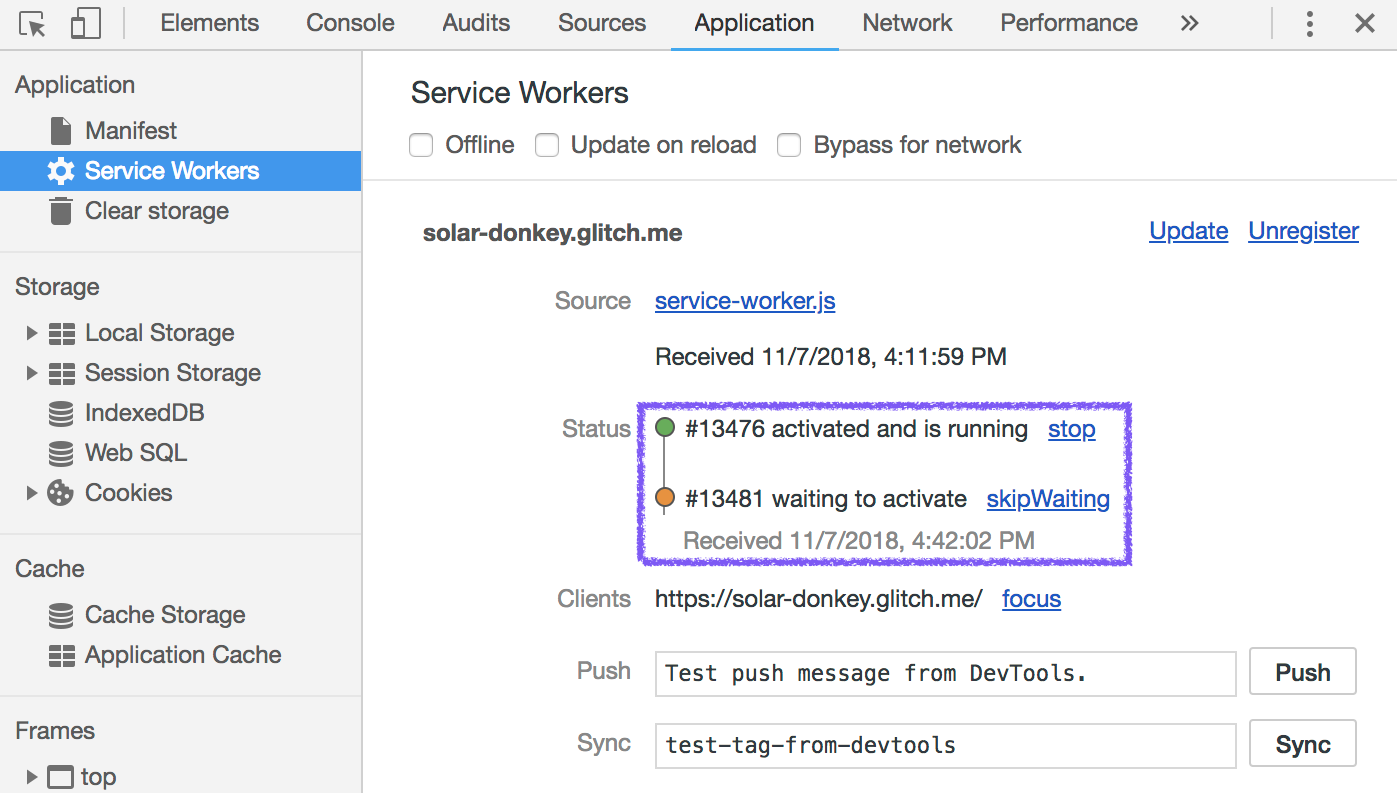 Elements Console Audits Sources Application Network Performance »
Application
Manifest
Service Workers
Clear storage
Storage
Local Storage
Session Storage
IndexedDB
Web SQL
Cookies
Cache
Cache Storage
Application Cache
Frames
top
Service Workers
Offline Update on reload Bypass for network
solar-donkey.glitch.me Update Unregister
Source service-worker.js
Received 11/7/2018, 4:11:59 PM
Status #13476 activated and is running stop
#13481 waiting to activate skipWaiting
Received 11/7/2018, 4:42:02 PM
Clients https://solar-donkey.glitch.me/ focus
Push Test push message from DevTools. Push
Sync test-tag-from-devtools Sync